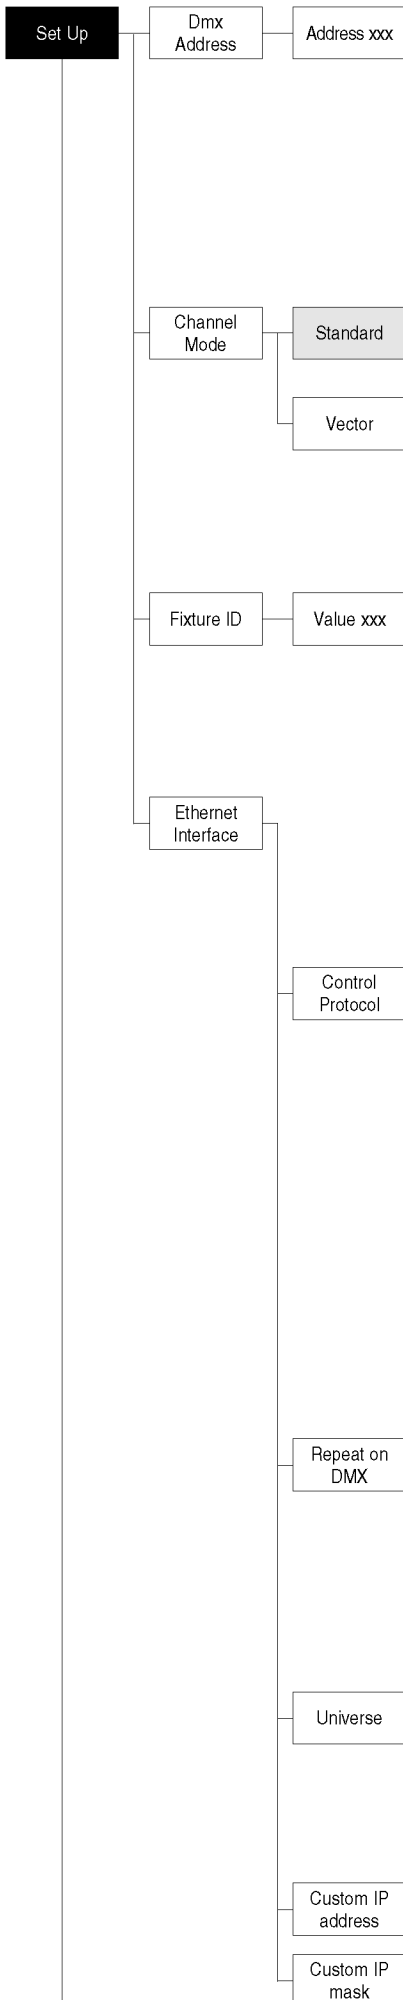 Set Up
Dmx
Address
Address xxx
Channel
Mode
Standard
Vector
Fixture ID
Value xxx
Ethernet
Interface
Control
Protocol
Repeat on
DMX
Universe
Custom IP
address
Custom IP
mask